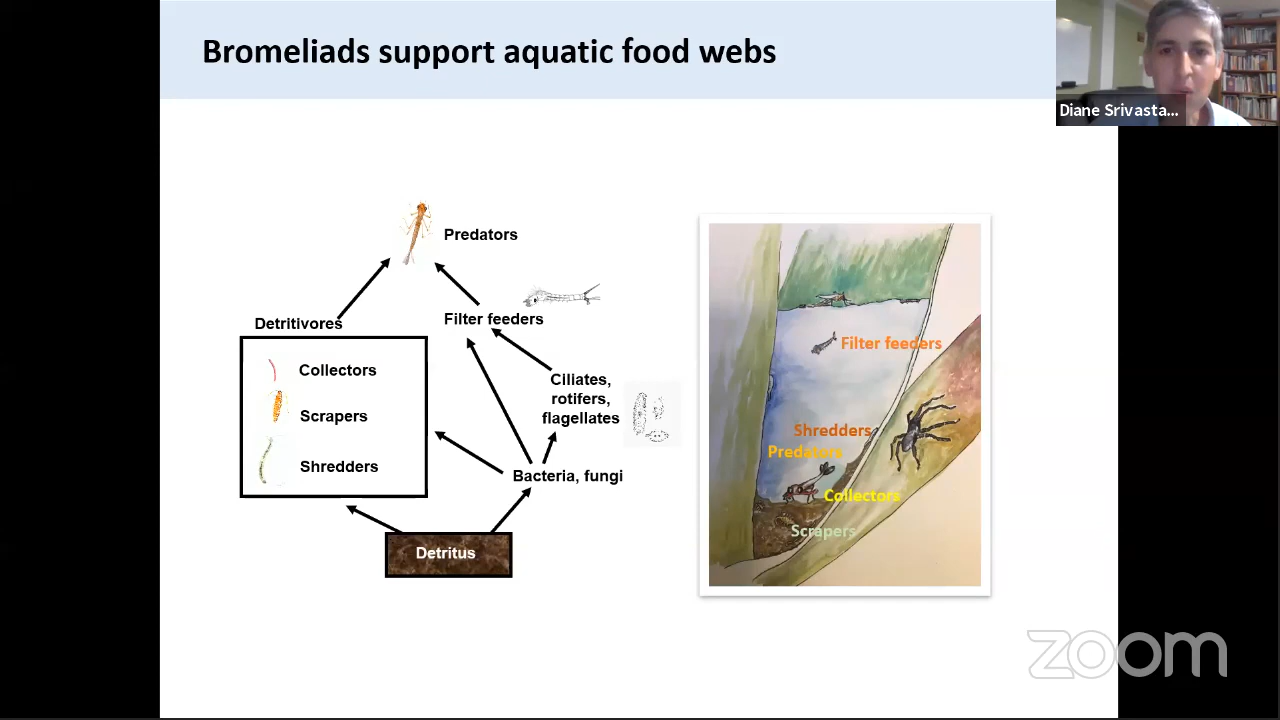 Bromeliads support aquatic food webs
Diane Srivasta...
Predators
Detritivores
Filter feeders
Collectors
Scrapers
Shredders
Ciliates,
rotifers,
flagellates
Bacteria, fungi
Detritus
Filter feeders
Shredders
Predators
Collectors
Scrapers
zoom